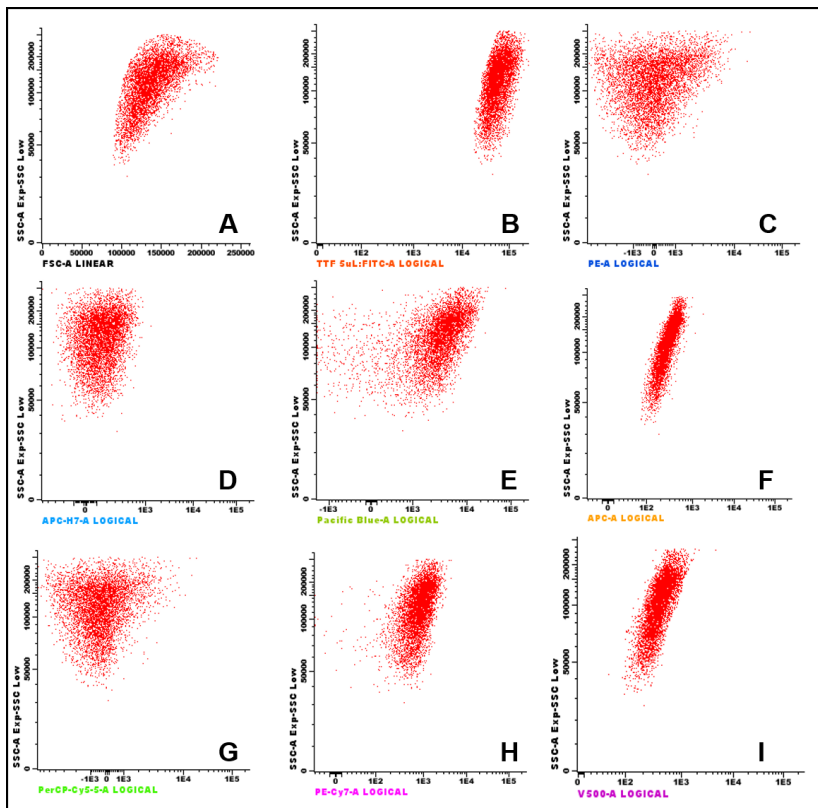 SSC-A Exp-SSC Low
200000
100000
50000
0
0 50000 100000 150000 200000 250000
FSC-A LINEAR
A
SSC-A Exp-SSC Low
200000
100000
50000
0
0 1E2 1E3 1E4 1E5
TTF 5uL:FITC-A LOGICAL
B
SSC-A Exp-SSC Low
200000
100000
50000
0
-1E3 0 1E3 1E4 1E5
PE-A LOGICAL
C
SSC-A Exp-SSC Low
200000
100000
50000
0
0 1E3 1E4 1E5
APC-H7-A LOGICAL
D
SSC-A Exp-SSC Low
200000
100000
50000
0
-1E3 0 1E3 1E4 1E5
Pacific Blue-A LOGICAL
E
SSC-A Exp-SSC Low
200000
100000
50000
0
0 1E2 1E3 1E4 1E5
APC-A LOGICAL
F
SSC-A Exp-SSC Low
200000
100000
50000
0
-1E3 0 1E3 1E4 1E5
PerCP-Cy5-5-A LOGICAL
G
SSC-A Exp-SSC Low
200000
100000
50000
0
0 1E2 1E3 1E4 1E5
PE-Cy7-A LOGICAL
H
SSC-A Exp-SSC Low
200000
100000
50000
0
0 1E2 1E3 1E4 1E5
V500-A LOGICAL
I